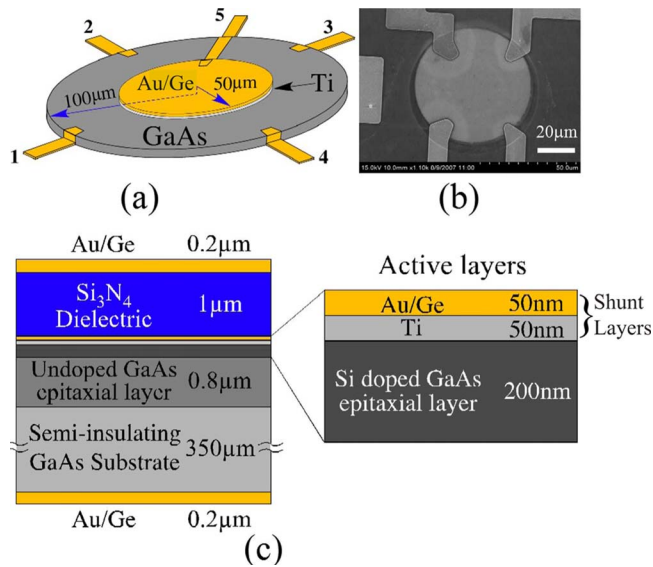 2
5
3
Au/Ge
50µm
Ti
100µm
GaAs
1
4
(a)
20µm
15.0kV 10.0mm x1.10k 0/9/2007 11:00
50.0um
(b)
Au/Ge 0.2µm
Si3N4
Dielectric
1µm
Undoped GaAs
epitaxial layer
0.8µm
Semi-insulating
GaAs Substrate
350µm
Au/Ge 0.2µm
Active layers
Au/Ge 50nm
Ti 50nm
Shunt
Layers
Si doped GaAs
epitaxial layer
200nm
(c)